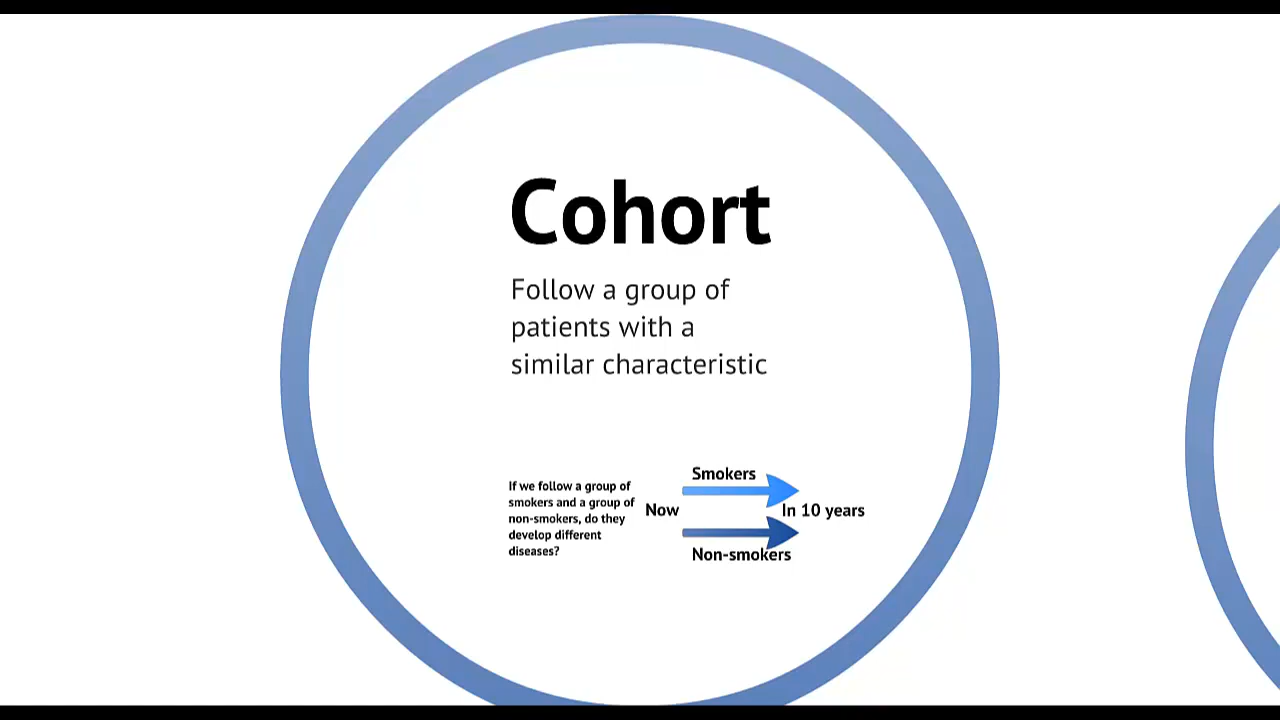 Cohort
Follow a group of
patients with a
similar characteristic
If we follow a group of
smokers and a group of
non-smokers, do they
develop different
diseases?
Smokers
Now
In 10 years
Non-smokers